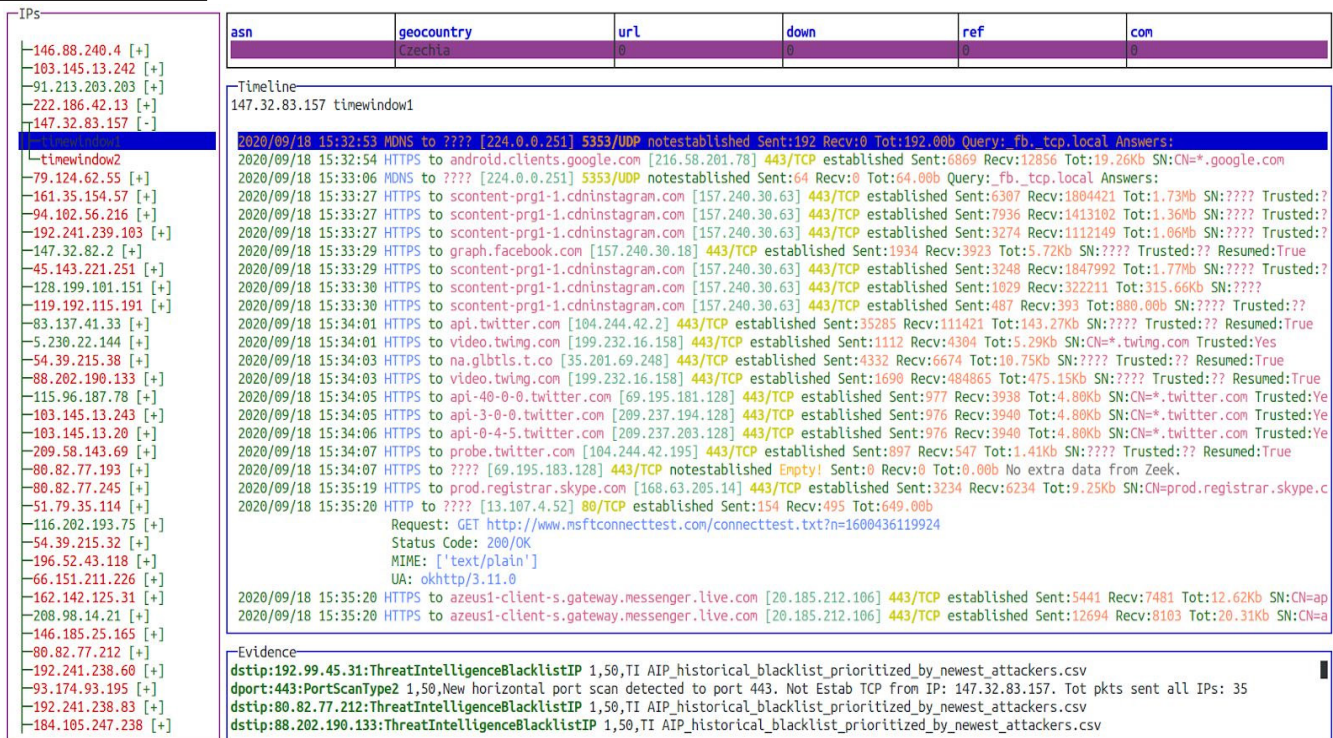 IPs
146.88.240.4 [+]
103.145.13.242 [+]
91.213.203.203 [+]
222.186.42.13 [+]
147.32.83.157 [-]
timewindow1
timewindow2
79.124.62.55 [+]
161.35.154.57 [+]
94.102.56.216 [+]
192.241.239.103 [+]
147.32.82.2 [+]
45.143.221.251 [+]
128.199.101.151 [+]
119.192.115.191 [+]
83.137.41.33 [+]
5.230.22.144 [+]
54.39.215.38 [+]
88.202.190.133 [+]
115.96.187.78 [+]
103.145.13.243 [+]
103.145.13.20 [+]
209.58.143.69 [+]
80.82.77.193 [+]
80.82.77.245 [+]
51.79.35.114 [+]
116.202.193.75 [+]
54.39.215.32 [+]
196.52.43.118 [+]
66.151.211.226 [+]
162.142.125.31 [+]
208.98.14.21 [+]
146.185.25.165 [+]
80.82.77.212 [+]
192.241.238.60 [+]
93.174.93.195 [+]
192.241.238.83 [+]
184.105.247.238 [+]
asn geocountry url down ref com
Czechia 0 0 0 0
Timeline
147.32.83.157 timewindow1
2020/09/18 15:32:53 MDNS to ???? [224.0.0.251] 5353/UDP notestablished Sent:192 Recv:0 Tot:192.00b Query:_fb._tcp.local Answers:
2020/09/18 15:32:54 HTTPS to android.clients.google.com [216.58.201.78] 443/TCP established Sent:6869 Recv:12856 Tot:19.26Kb SN:CN=*.google.com
2020/09/18 15:33:06 MDNS to ???? [224.0.0.251] 5353/UDP notestablished Sent:64 Recv:0 Tot:64.00b Query:_fb._tcp.local Answers:
2020/09/18 15:33:27 HTTPS to scontent-prg1-1.cdninstagram.com [157.240.30.63] 443/TCP established Sent:6307 Recv:1804421 Tot:1.73Mb SN:???? Trusted:?
2020/09/18 15:33:27 HTTPS to scontent-prg1-1.cdninstagram.com [157.240.30.63] 443/TCP established Sent:7936 Recv:1413102 Tot:1.36Mb SN:???? Trusted:?
2020/09/18 15:33:27 HTTPS to scontent-prg1-1.cdninstagram.com [157.240.30.63] 443/TCP established Sent:3274 Recv:1112149 Tot:1.06Mb SN:???? Trusted:?
2020/09/18 15:33:29 HTTPS to graph.facebook.com [157.240.30.18] 443/TCP established Sent:1934 Recv:3923 Tot:5.72Kb SN:???? Trusted:?? Resumed:True
2020/09/18 15:33:29 HTTPS to scontent-prg1-1.cdninstagram.com [157.240.30.63] 443/TCP established Sent:3248 Recv:1847992 Tot:1.77Mb SN:???? Trusted:?
2020/09/18 15:33:30 HTTPS to scontent-prg1-1.cdninstagram.com [157.240.30.63] 443/TCP established Sent:1029 Recv:322211 Tot:315.66Kb SN:????
2020/09/18 15:33:30 HTTPS to scontent-prg1-1.cdninstagram.com [157.240.30.63] 443/TCP established Sent:487 Recv:393 Tot:880.00b SN:???? Trusted:??
2020/09/18 15:34:01 HTTPS to api.twitter.com [104.244.42.2] 443/TCP established Sent:35285 Recv:111421 Tot:143.27Kb SN:???? Trusted:?? Resumed:True
2020/09/18 15:34:01 HTTPS to video.twimg.com [199.232.16.158] 443/TCP established Sent:1112 Recv:4304 Tot:5.29Kb SN:CN=*.twimg.com Trusted:Yes
2020/09/18 15:34:03 HTTPS to na.glbtls.t.co [35.201.69.248] 443/TCP established Sent:4332 Recv:6674 Tot:10.75Kb SN:???? Trusted:?? Resumed:True
2020/09/18 15:34:03 HTTPS to video.twimg.com [199.232.16.158] 443/TCP established Sent:1690 Recv:484865 Tot:475.15Kb SN:???? Trusted:?? Resumed:True
2020/09/18 15:34:05 HTTPS to api-40-0-0.twitter.com [69.195.181.128] 443/TCP established Sent:977 Recv:3938 Tot:4.80Kb SN:CN=*.twitter.com Trusted:Ye
2020/09/18 15:34:05 HTTPS to api-3-0-0.twitter.com [209.237.194.128] 443/TCP established Sent:976 Recv:3940 Tot:4.80Kb SN:CN=*.twitter.com Trusted:Ye
2020/09/18 15:34:06 HTTPS to api-0-4-5.twitter.com [209.237.203.128] 443/TCP established Sent:976 Recv:3940 Tot:4.80Kb SN:CN=*.twitter.com Trusted:Ye
2020/09/18 15:34:07 HTTPS to probe.twitter.com [104.244.42.195] 443/TCP established Sent:897 Recv:547 Tot:1.41Kb SN:???? Trusted:?? Resumed:True
2020/09/18 15:34:07 HTTPS to ???? [69.195.183.128] 443/TCP notestablished Empty! Sent:0 Recv:0 Tot:0.00b No extra data from Zeek.
2020/09/18 15:35:19 HTTPS to prod.registrar.skype.com [168.63.205.14] 443/TCP established Sent:3234 Recv:6234 Tot:9.25Kb SN:CN=prod.registrar.skype.c
2020/09/18 15:35:20 HTTP to ???? [13.107.4.52] 80/TCP established Sent:154 Recv:495 Tot:649.00b
Request: GET http://www.msftconnecttest.com/connecttest.txt?n=1600436119924
Status Code: 200/OK
MIME: ['text/plain']
UA: okhttp/3.11.0
2020/09/18 15:35:20 HTTPS to azeus1-client-s.gateway.messenger.live.com [20.185.212.106] 443/TCP established Sent:5441 Recv:7481 Tot:12.62Kb SN:CN=ap
2020/09/18 15:35:20 HTTPS to azeus1-client-s.gateway.messenger.live.com [20.185.212.106] 443/TCP established Sent:12694 Recv:8103 Tot:20.31Kb SN:CN=a
Evidence
dstip:192.99.45.31:ThreatIntelligenceBlacklistIP 1,50,TI AIP_historical_blacklist_prioritized_by_newest_attackers.csv
dport:443:PortScanType2 1,50,New horizontal port scan detected to port 443. Not Estab TCP from IP: 147.32.83.157. Tot pkts sent all IPs: 35
dstip:80.82.77.212:ThreatIntelligenceBlacklistIP 1,50,TI AIP_historical_blacklist_prioritized_by_newest_attackers.csv
dstip:88.202.190.133:ThreatIntelligenceBlacklistIP 1,50,TI AIP_historical_blacklist_prioritized_by_newest_attackers.csv